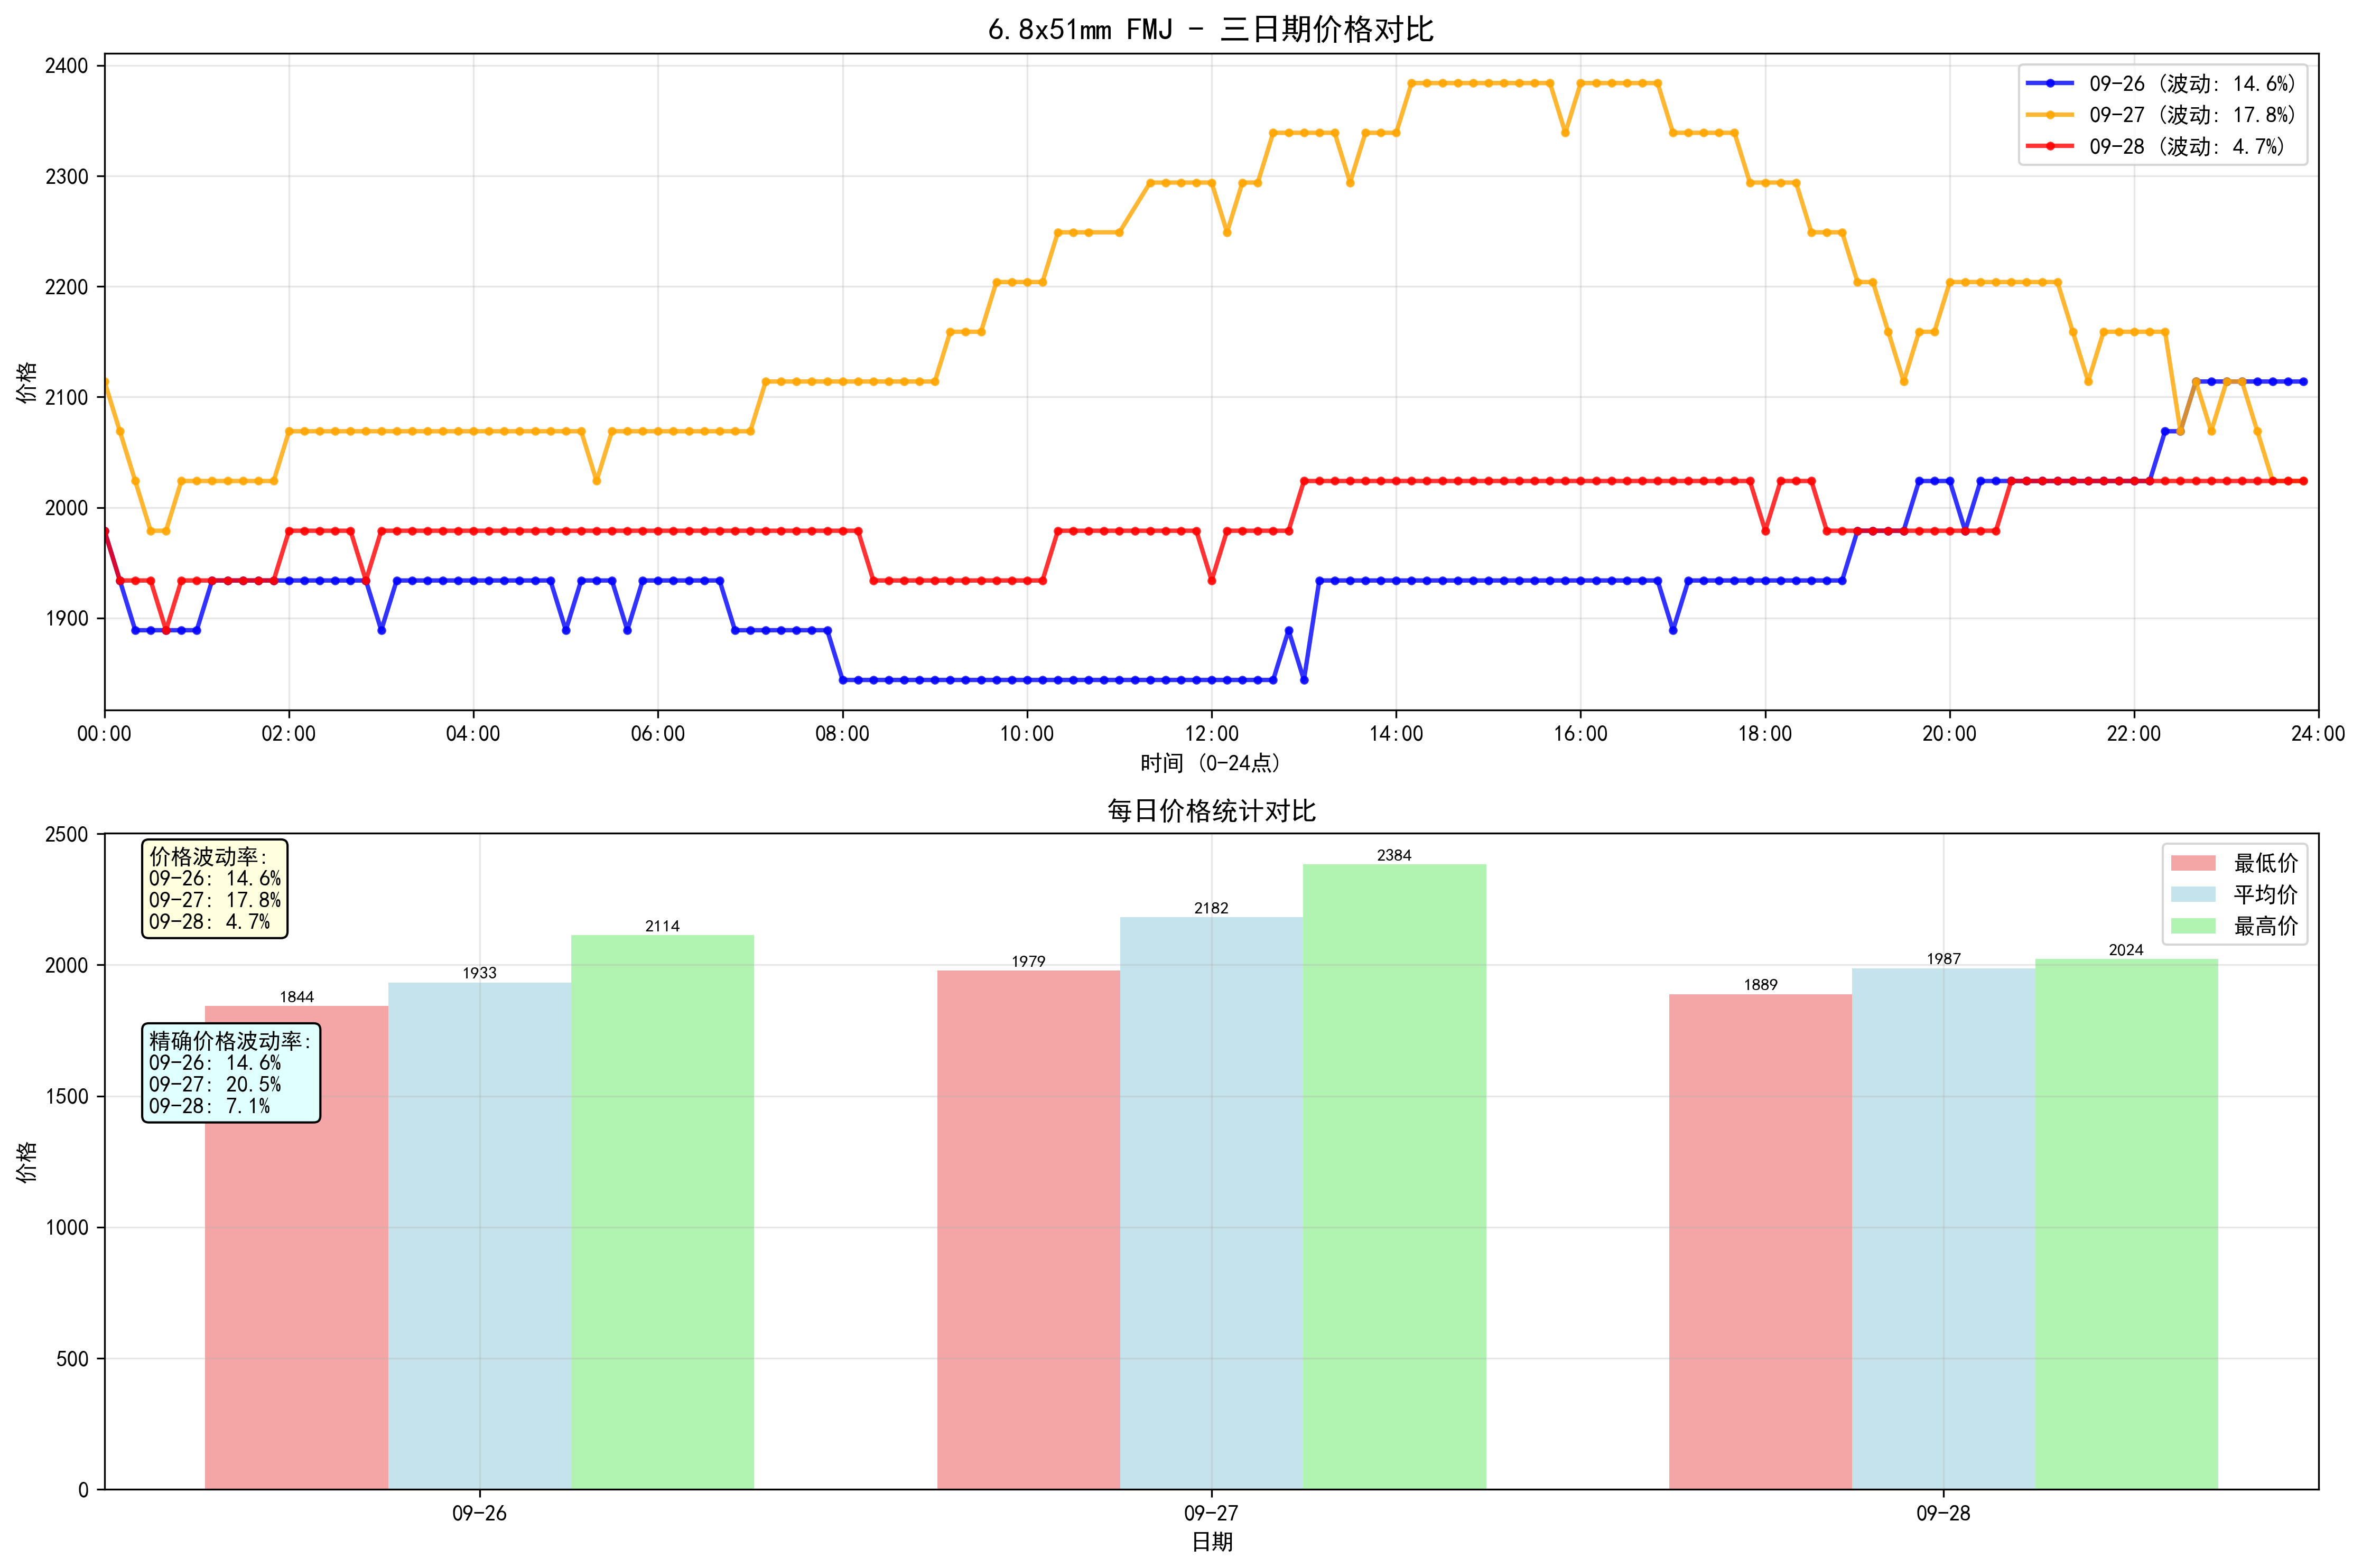 6.8x51mm FMJ - 三日期价格对比
2400
2300
2200
2100
2000
1900
价格
09-26 (波动: 14.6%)
09-27 (波动: 17.8%)
09-28 (波动: 4.7%)
00:00 02:00 04:00 06:00 08:00 10:00 12:00 14:00 16:00 18:00 20:00 22:00 24:00
时间 (0-24点)
每日价格统计对比
2500
2000
1500
1000
500
0
价格
价格波动率:
09-26: 14.6%
09-27: 17.8%
09-28: 4.7%
精确价格波动率:
09-26: 14.6%
09-27: 20.5%
09-28: 7.1%
1844 1933 2114
1979 2182 2384
1889 1987 2024
最低价
平均价
最高价
09-26 09-27 09-28
日期